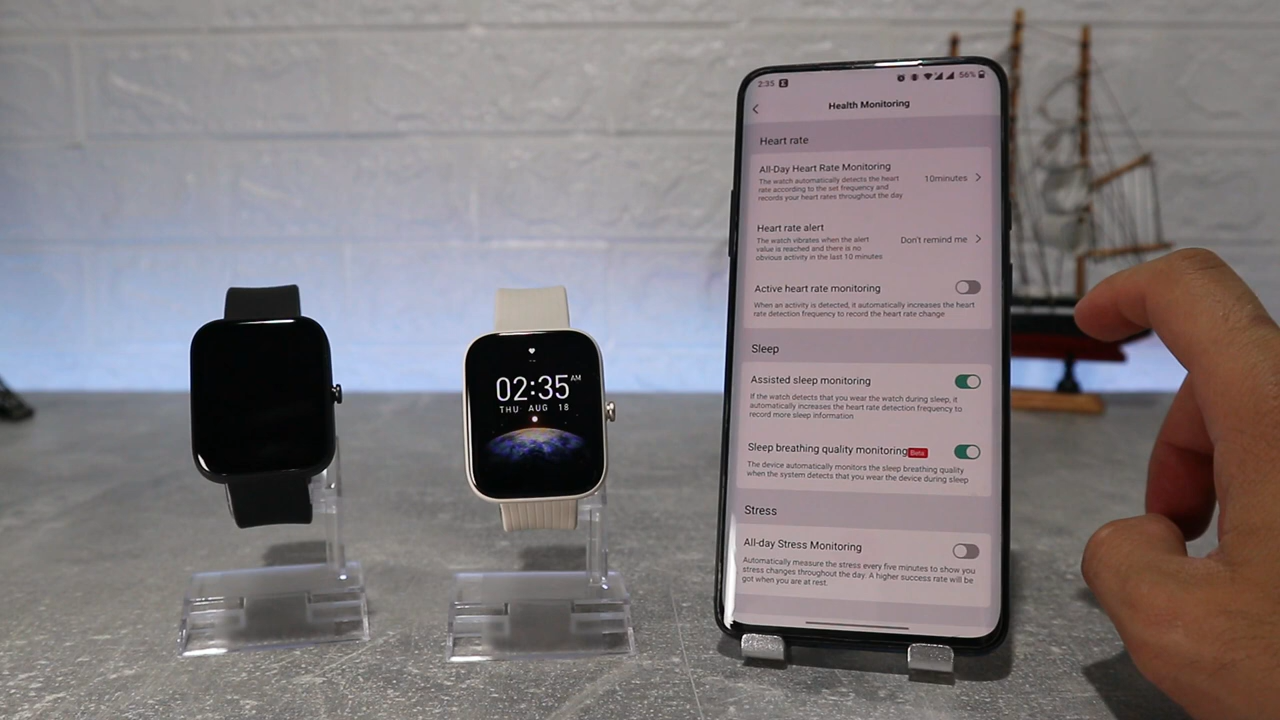 02:35 AM
THU AUG 18
2:35
56%
Health Monitoring
Heart rate
All-Day Heart Rate Monitoring
The watch automatically detects the heart
rate according to the set frequency and
records your heart rates throughout the day
10minutes
Heart rate alert
The watch vibrates when the alert
value is reached and there is no
obvious activity in the last 10 minutes
Don't remind me
Active heart rate monitoring
When an activity is detected, it automatically increases the heart
rate detection frequency to record the heart rate change
Sleep
Assisted sleep monitoring
If the watch detects that you wear the watch during sleep, it
automatically increases the heart rate detection frequency to
record more sleep information
Sleep breathing quality monitoring Beta
The device automatically monitors the sleep breathing quality
when the system detects that you wear the device during sleep
Stress
All-day Stress Monitoring
Automatically measure the stress every five minutes to show you
stress changes throughout the day. A higher success rate will be
got when you are at rest.